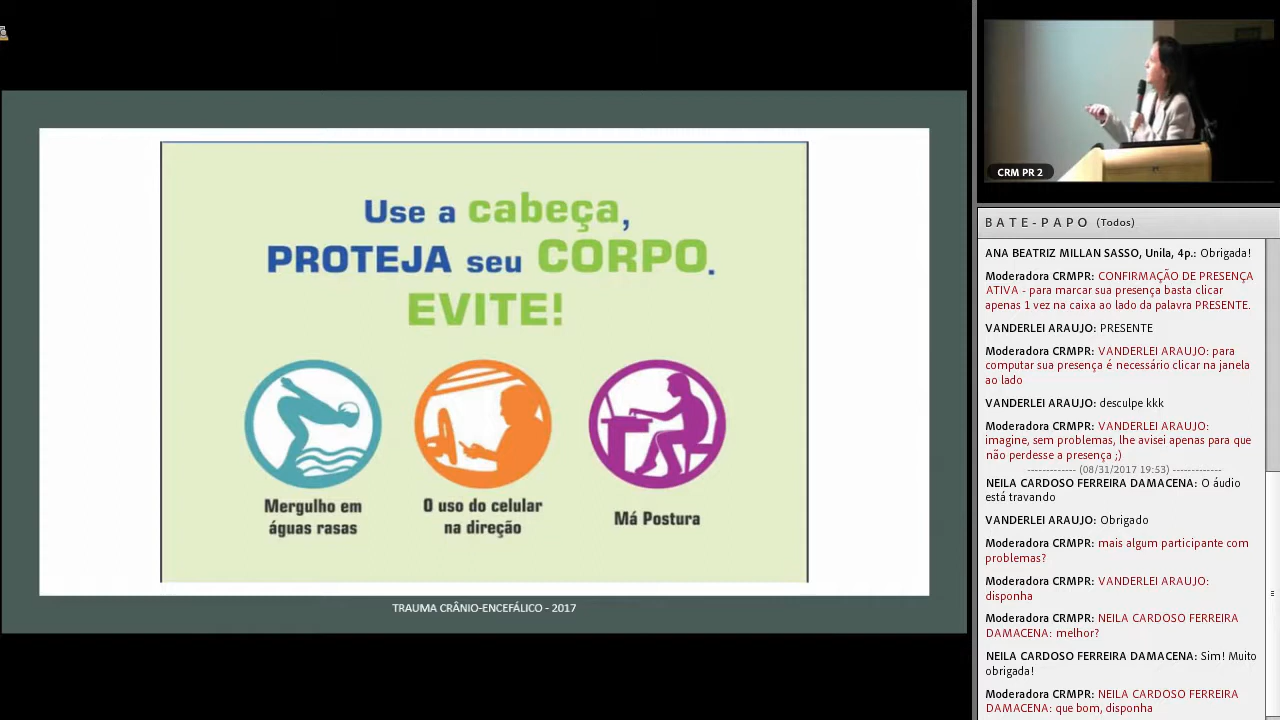 Use a cabeça,
PROTEJA seu CORPO.
EVITE!
Mergulho em
águas rasas
O uso do celular
na direção
Má Postura
TRAUMA CRÂNIO-ENCEFÁLICO - 2017
CRM PR 2
BATE-PAPO (Todos)
ANA BEATRIZ MILLAN SASSO, Unila, 4p.: Obrigada!
Moderadora CRMPR: CONFIRMAÇÃO DE PRESENÇA
ATIVA - para marcar sua presença basta clicar
apenas 1 vez na caixa ao lado da palavra PRESENTE.
VANDERLEI ARAUJO: PRESENTE
Moderadora CRMPR: VANDERLEI ARAUJO: para
computar sua presença é necessário clicar na janela
ao lado
VANDERLEI ARAUJO: desculpe kkk
Moderadora CRMPR: VANDERLEI ARAUJO:
imagine, sem problemas, lhe avisei apenas para que
não perdesse a presença ;)
------------- (08/31/2017 19:53) -------------
NEILA CARDOSO FERREIRA DAMACENA: O áudio
está travando
VANDERLEI ARAUJO: Obrigado
Moderadora CRMPR: mais algum participante com
problemas?
Moderadora CRMPR: VANDERLEI ARAUJO:
disponha
Moderadora CRMPR: NEILA CARDOSO FERREIRA
DAMACENA: melhor?
NEILA CARDOSO FERREIRA DAMACENA: Sim! Muito
obrigada!
Moderadora CRMPR: NEILA CARDOSO FERREIRA
DAMACENA: que bom, disponha